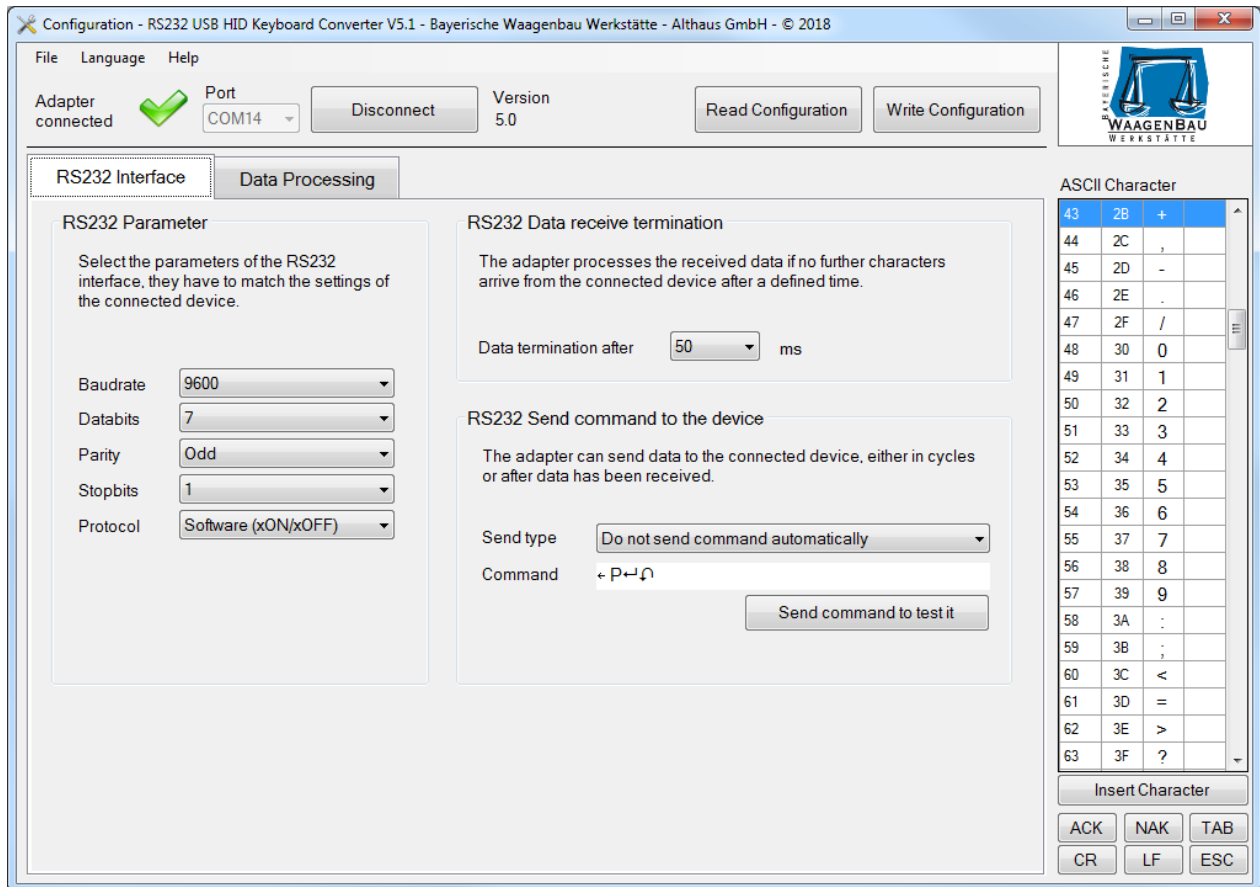 Configuration - RS232 USB HID Keyboard Converter V5.1 - Bayerische Waagenbau Werkstätte - Althaus GmbH - © 2018
File Language Help
Adapter connected
Port
COM14
Disconnect
Version
5.0
Read Configuration
Write Configuration
BAYERISCHE
WAAGENBAU
WERKSTÄTTE
RS232 Interface
Data Processing
RS232 Parameter
Select the parameters of the RS232
interface, they have to match the settings of
the connected device.
Baudrate 9600
Databits 7
Parity Odd
Stopbits 1
Protocol Software (xON/xOFF)
RS232 Data receive termination
The adapter processes the received data if no further characters
arrive from the connected device after a defined time.
Data termination after 50 ms
RS232 Send command to the device
The adapter can send data to the connected device, either in cycles
or after data has been received.
Send type Do not send command automatically
Command ←P↵↶
Send command to test it
ASCII Character
43 2B +
44 2C ,
45 2D -
46 2E .
47 2F /
48 30 0
49 31 1
50 32 2
51 33 3
52 34 4
53 35 5
54 36 6
55 37 7
56 38 8
57 39 9
58 3A :
59 3B ;
60 3C <
61 3D =
62 3E >
63 3F ?
Insert Character
ACK NAK TAB
CR LF ESC